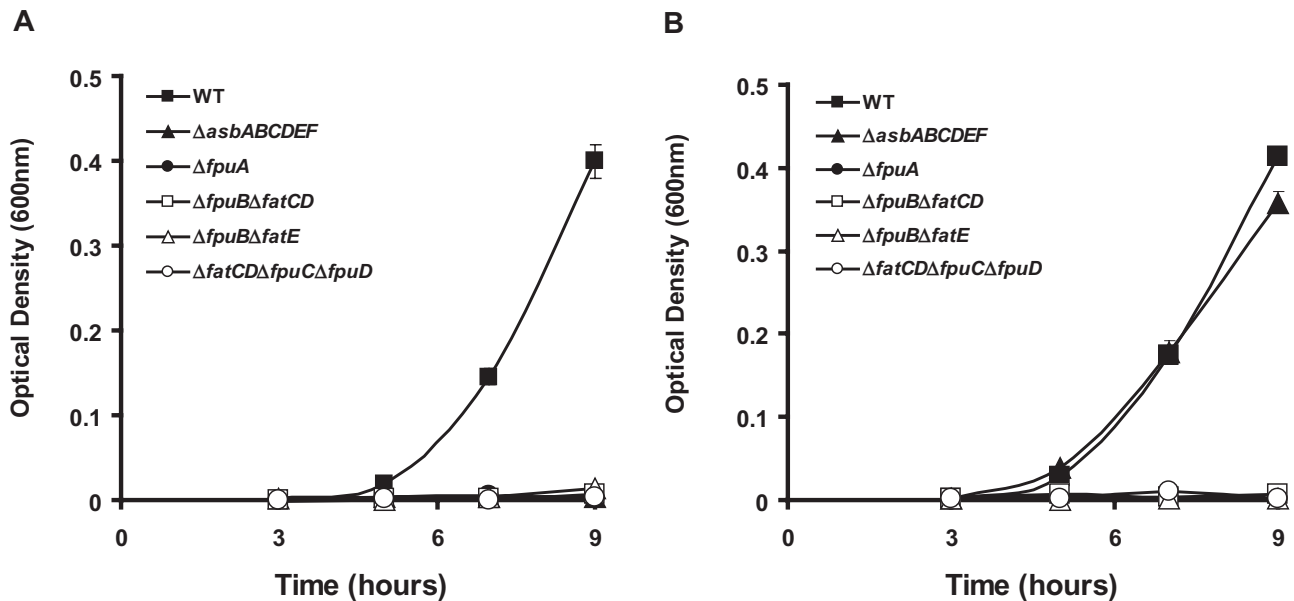 A
Optical Density (600nm)
0.5
0.4
0.3
0.2
0.1
0
WT
ΔasbABCDEF
ΔfpuA
ΔfpuBΔfatCD
ΔfpuBΔfatE
ΔfatCDΔfpuCΔfpuD
0 3 6 9
Time (hours)
B
Optical Density (600nm)
0.5
0.4
0.3
0.2
0.1
0
WT
ΔasbABCDEF
ΔfpuA
ΔfpuBΔfatCD
ΔfpuBΔfatE
ΔfatCDΔfpuCΔfpuD
0 3 6 9
Time (hours)